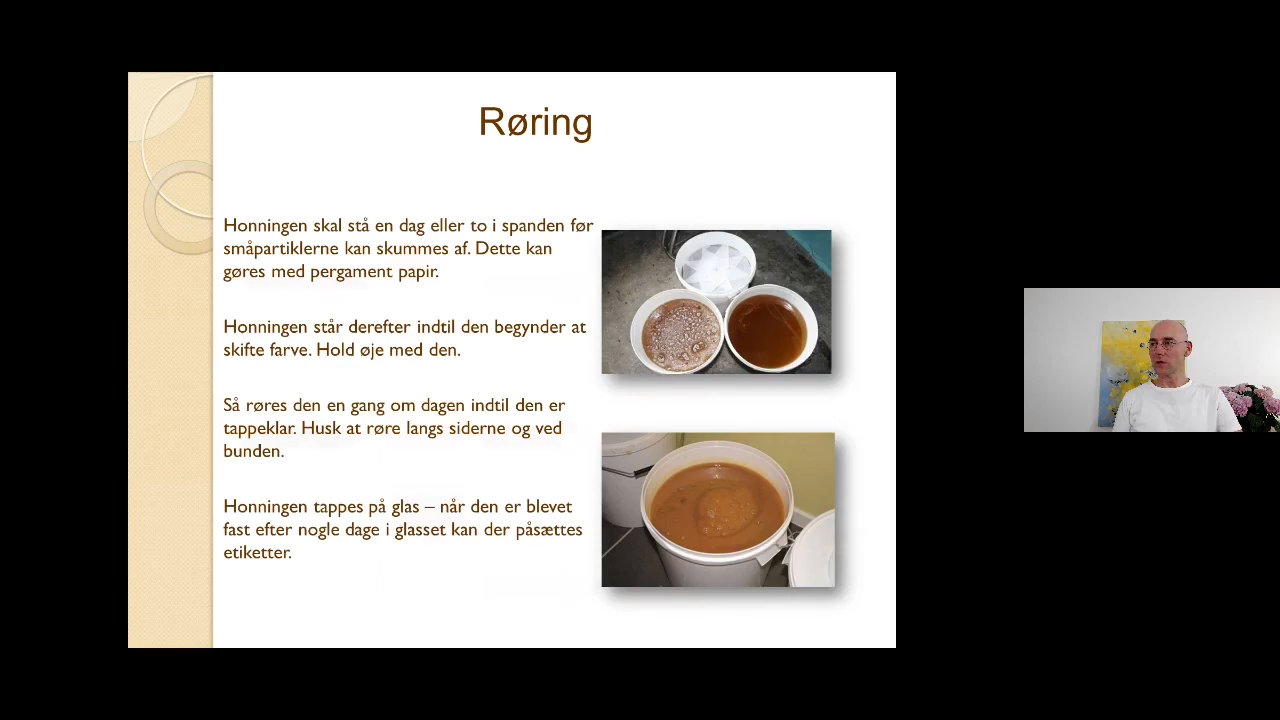 Røring
Honningen skal stå en dag eller to i spanden før
småpartiklerne kan skummes af. Dette kan
gøres med pergament papir.
Honningen står derefter indtil den begynder at
skifte farve. Hold øje med den.
Så røres den en gang om dagen indtil den er
tappeklar. Husk at røre langs siderne og ved
bunden.
Honningen tappes på glas – når den er blevet
fast efter nogle dage i glasset kan der påsættes
etiketter.